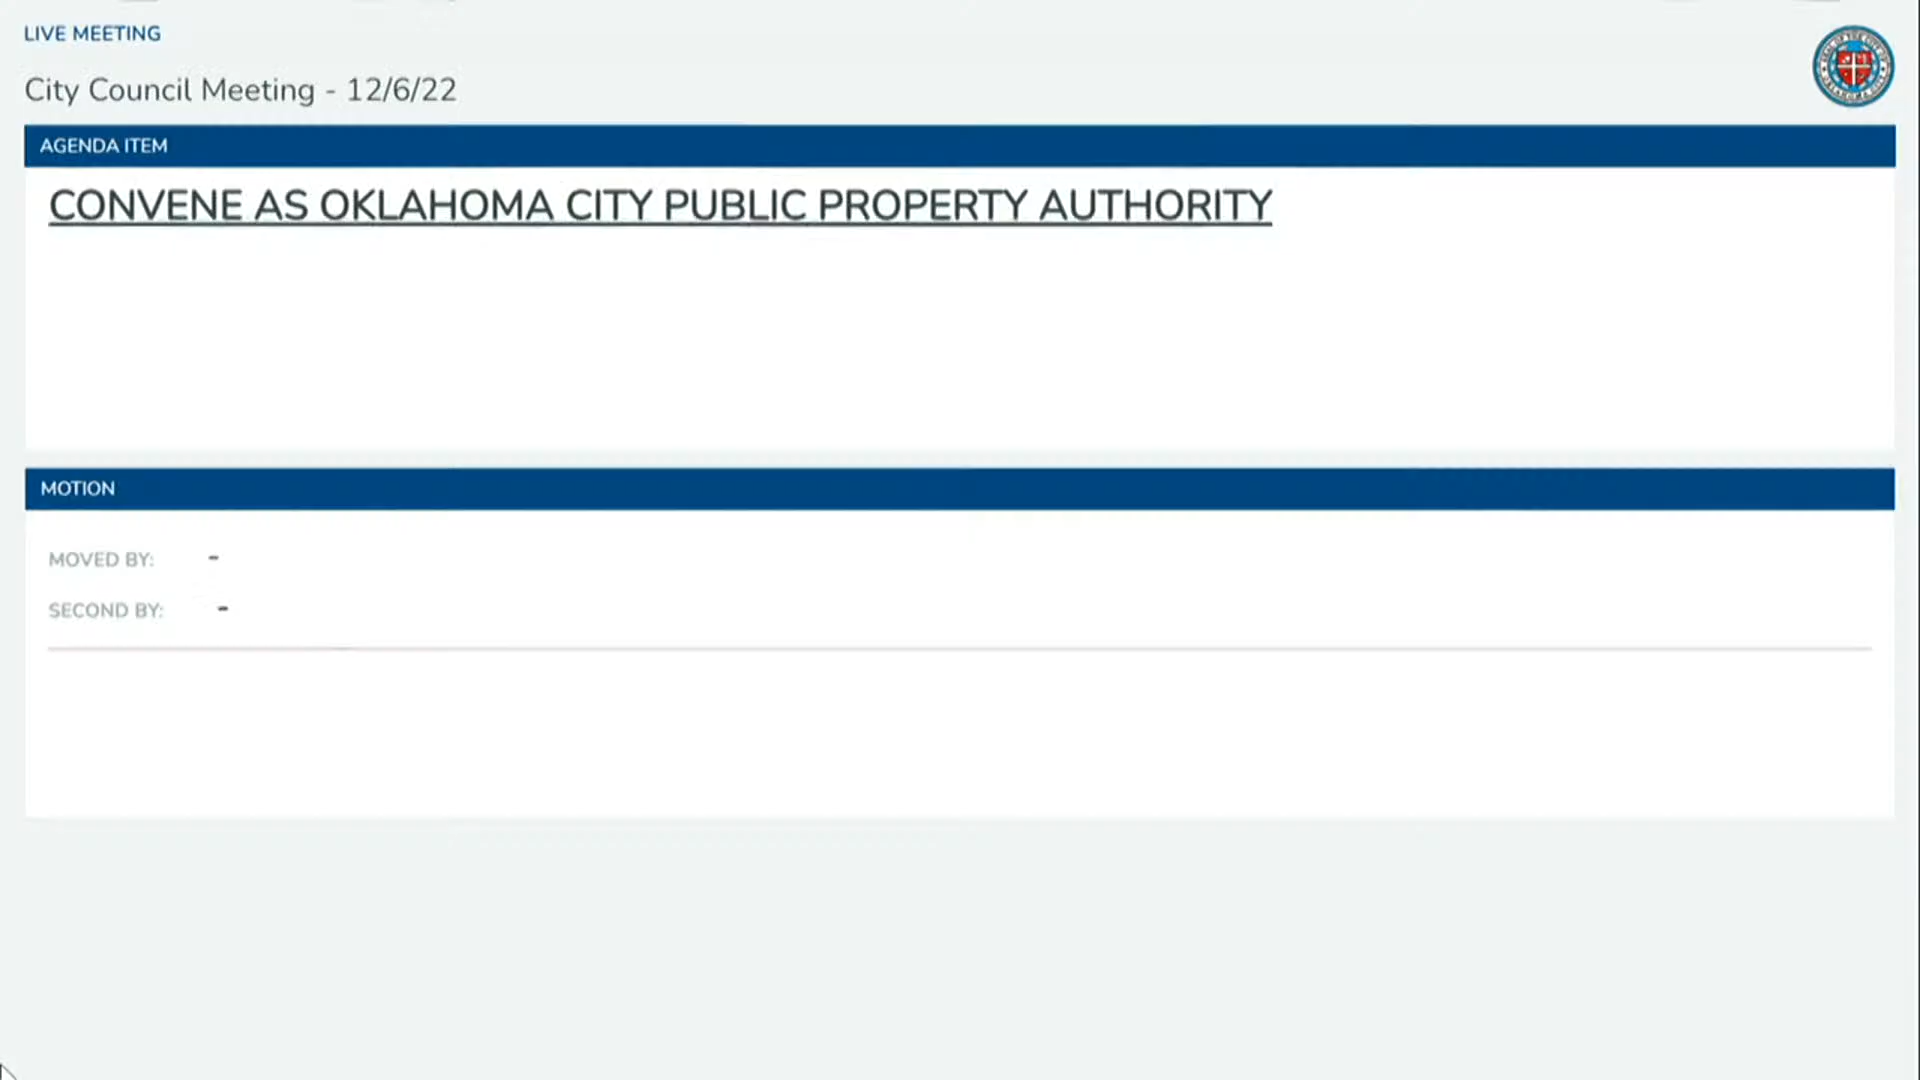 LIVE MEETING
City Council Meeting - 12/6/22
AGENDA ITEM
CONVENE AS OKLAHOMA CITY PUBLIC PROPERTY AUTHORITY
MOTION
MOVED BY: -
SECOND BY: -